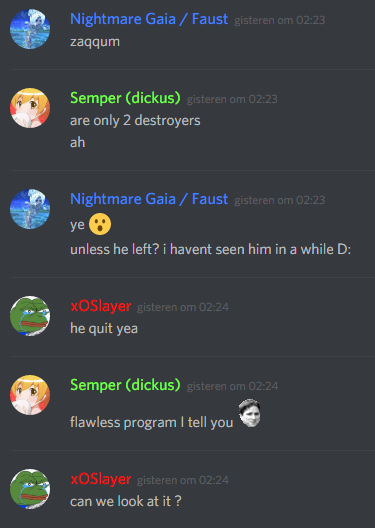 Nightmare Gaia / Faust gisteren om 02:23
zaqqum
Semper (dickus) gisteren om 02:23
are only 2 destroyers
ah
Nightmare Gaia / Faust gisteren om 02:23
ye
unless he left? i havent seen him in a while D:
xOSlayer gisteren om 02:24
he quit yea
Semper (dickus) gisteren om 02:24
flawless program I tell you
xOSlayer gisteren om 02:24
can we look at it ?